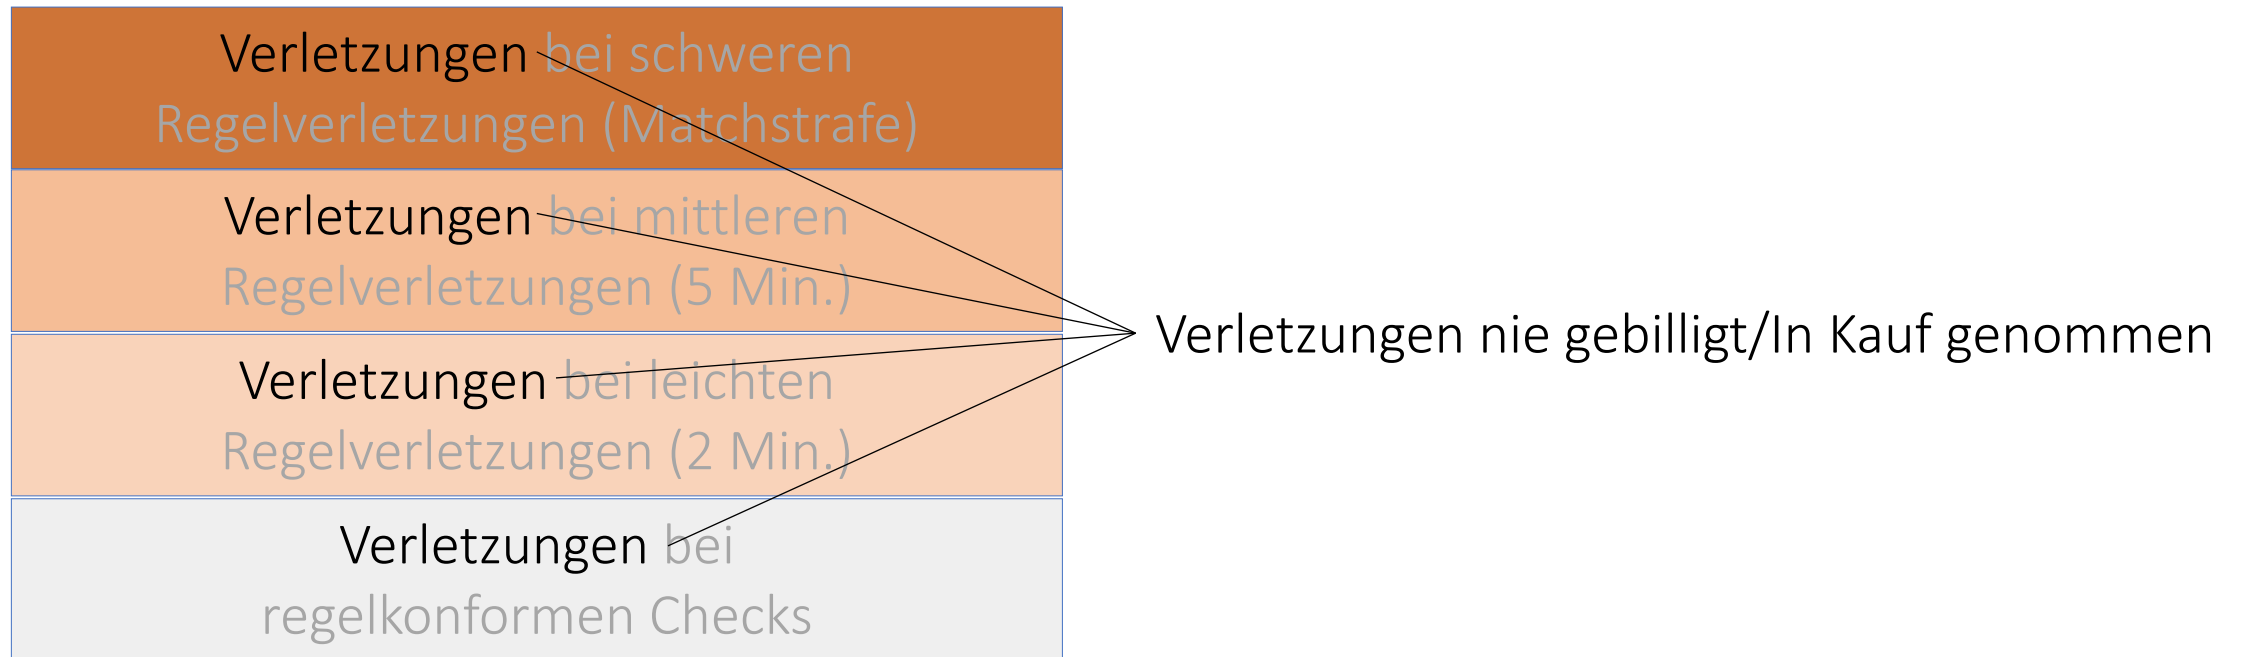 Verletzungen bei schweren
Regelverletzungen (Matchstrafe)
Verletzungen bei mittleren
Regelverletzungen (5 Min.)
Verletzungen bei leichten
Regelverletzungen (2 Min.)
Verletzungen bei
regelkonformen Checks
Verletzungen nie gebilligt/In Kauf genommen